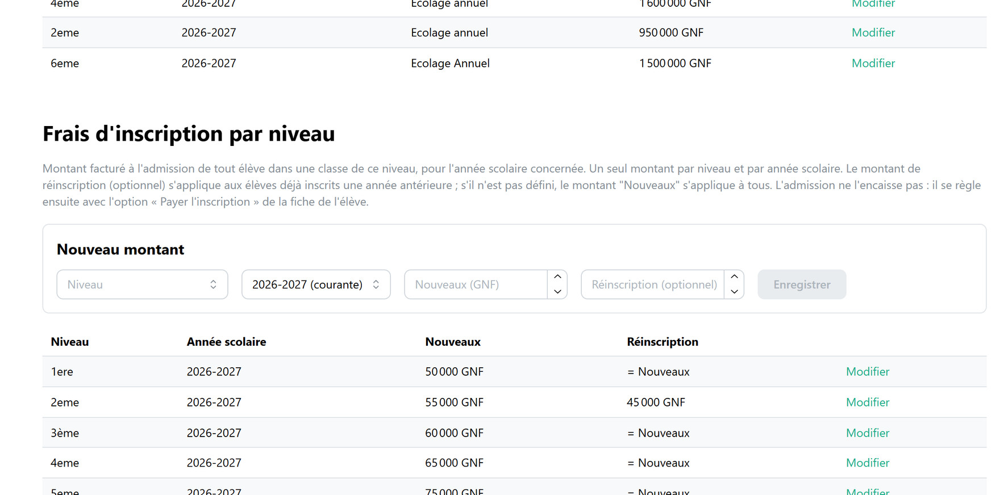 4eme 2026-2027 Ecolage annuel 1 600 000 GNF Modifier
2eme 2026-2027 Ecolage annuel 950 000 GNF Modifier
6eme 2026-2027 Ecolage Annuel 1 500 000 GNF Modifier
Frais d'inscription par niveau
Montant facturé à l'admission de tout élève dans une classe de ce niveau, pour l'année scolaire concernée. Un seul montant par niveau et par année scolaire. Le montant de
réinscription (optionnel) s'applique aux élèves déjà inscrits une année antérieure ; s'il n'est pas défini, le montant "Nouveaux" s'applique à tous. L'admission ne l'encaisse pas : il se règle
ensuite avec l'option « Payer l'inscription » de la fiche de l'élève.
Nouveau montant
Niveau 2026-2027 (courante) Nouveaux (GNF) Réinscription (optionnel) Enregistrer
Niveau Année scolaire Nouveaux Réinscription
1ere 2026-2027 50 000 GNF = Nouveaux Modifier
2eme 2026-2027 55 000 GNF 45 000 GNF Modifier
3ème 2026-2027 60 000 GNF = Nouveaux Modifier
4eme 2026-2027 65 000 GNF = Nouveaux Modifier
5eme 2026-2027 75 000 GNF = Nouveaux Modifier